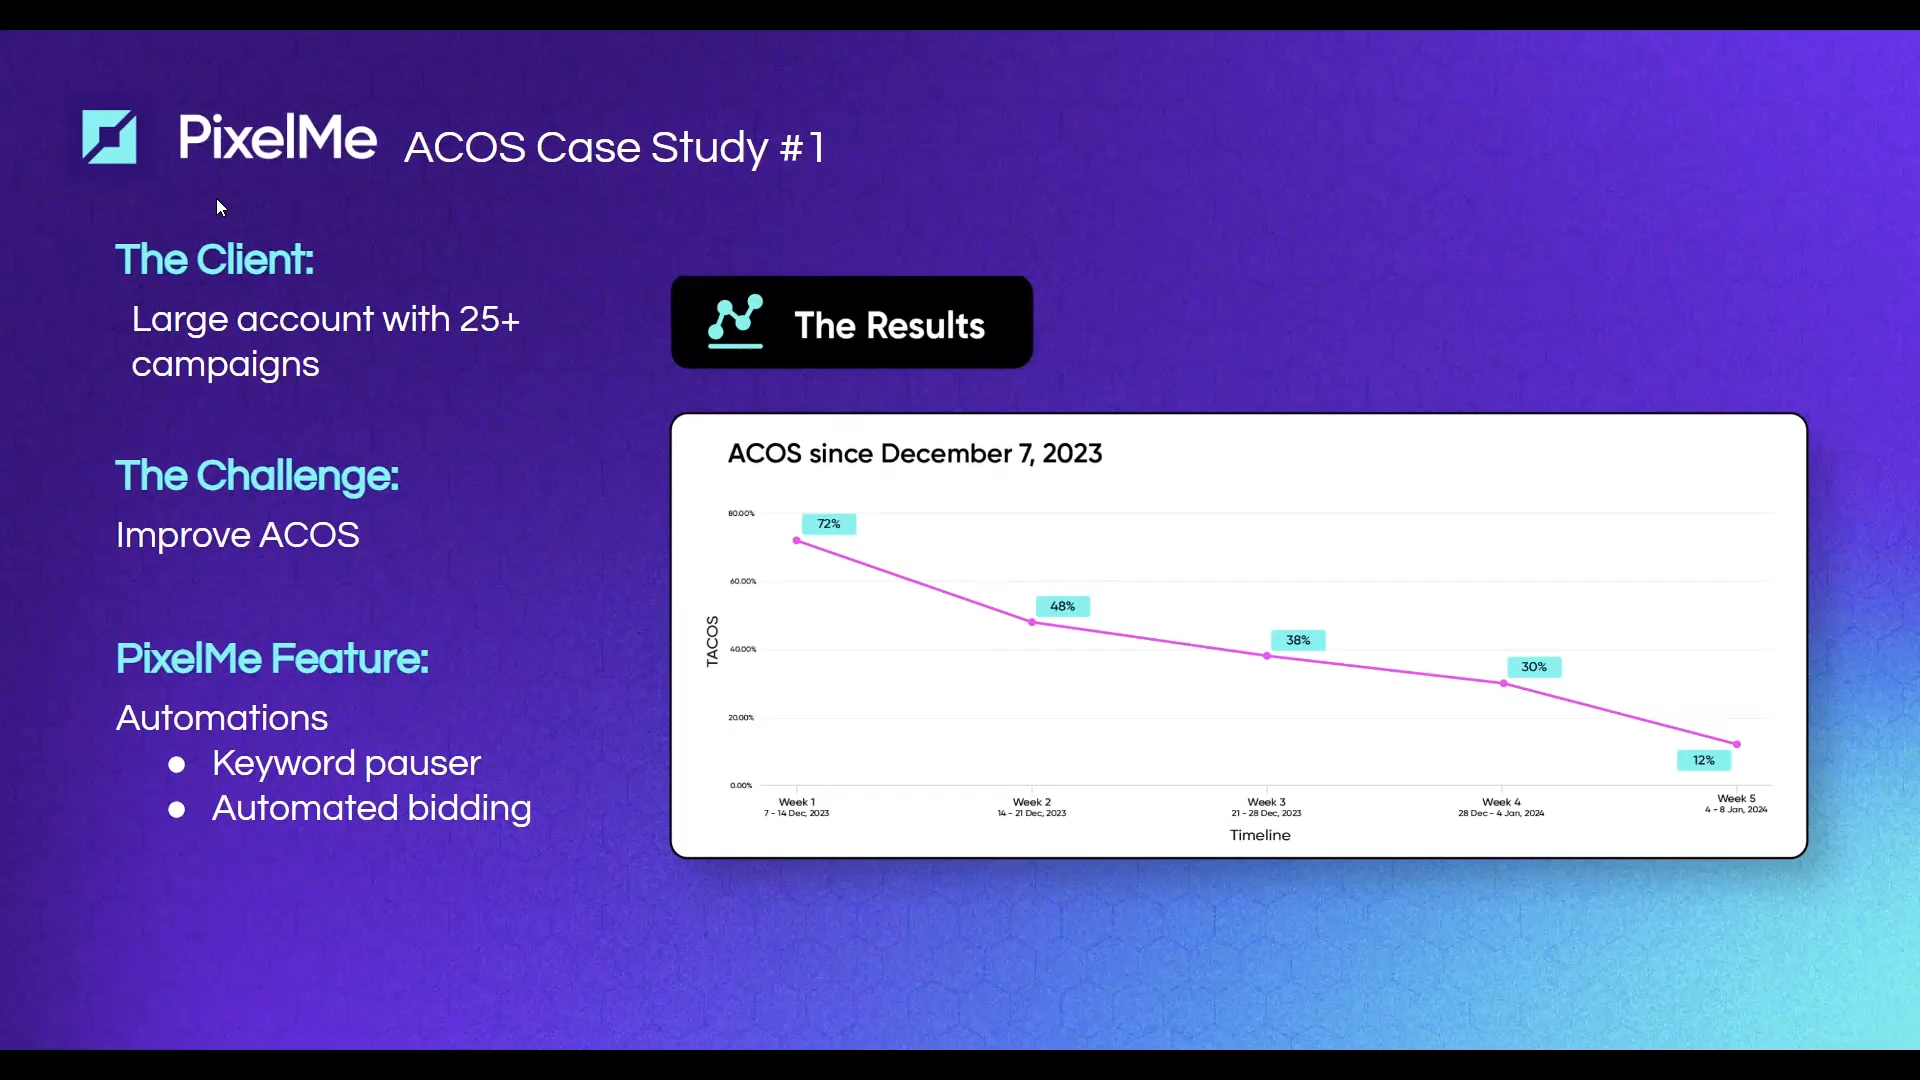 PixelMe ACOS Case Study #1
The Client:
Large account with 25+
campaigns
The Challenge:
Improve ACOS
PixelMe Feature:
Automations
● Keyword pauser
● Automated bidding
The Results
ACOS since December 7, 2023
TACOS
80.00%
60.00%
40.00%
20.00%
0.00%
72%
48%
38%
30%
12%
Week 1
7 - 14 Dec, 2023
Week 2
14 - 21 Dec, 2023
Week 3
21 - 28 Dec, 2023
Week 4
28 Dec - 4 Jan, 2024
Week 5
4 - 8 Jan, 2024
Timeline